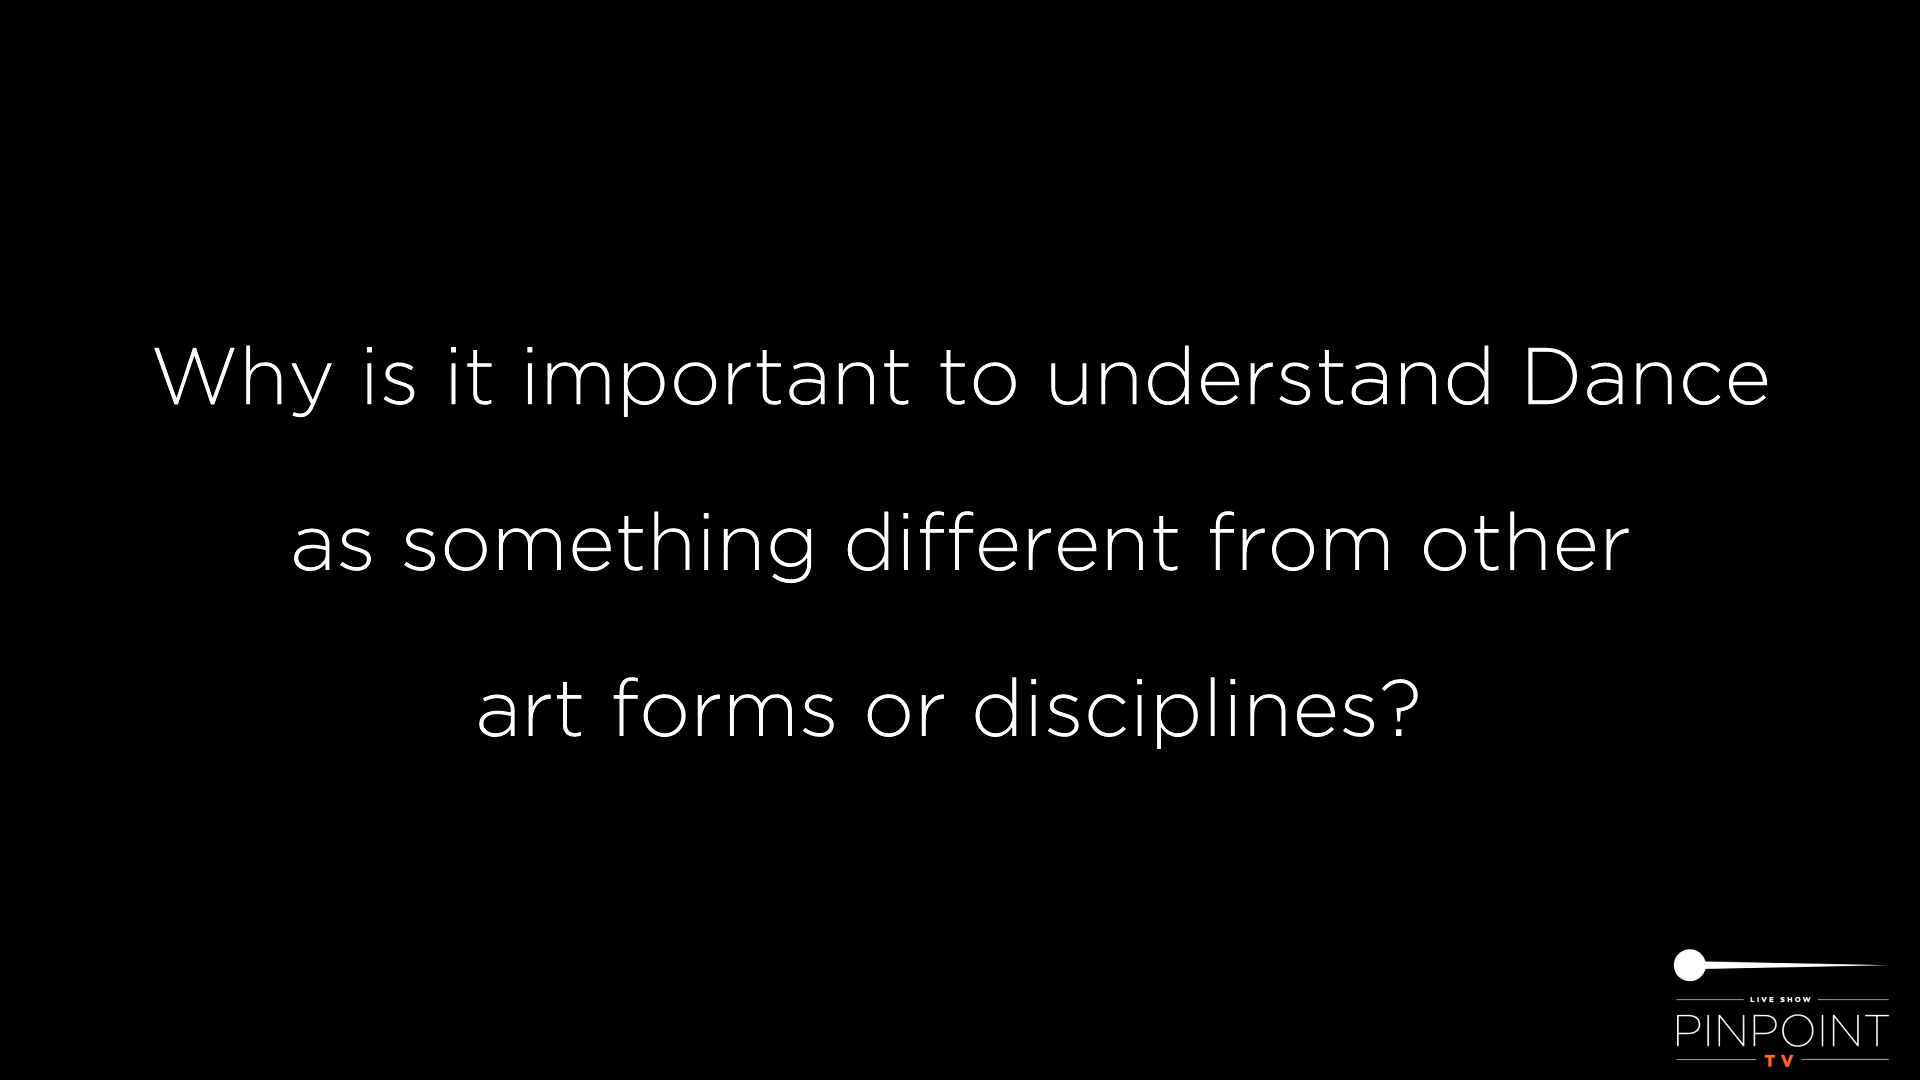 Why is it important to understand Dance
as something different from other
art forms or disciplines?
LIVE SHOW
PINPOINT
TV